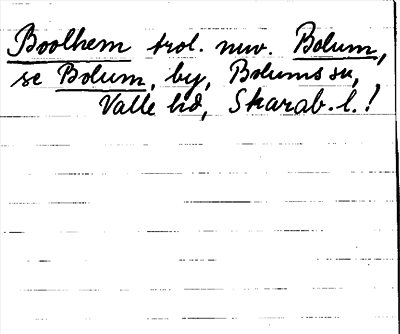 Boolhem trol. nuv. Bolum,
se Bolum, by, Bolums sn,
Valle hd, Skarab. l.!